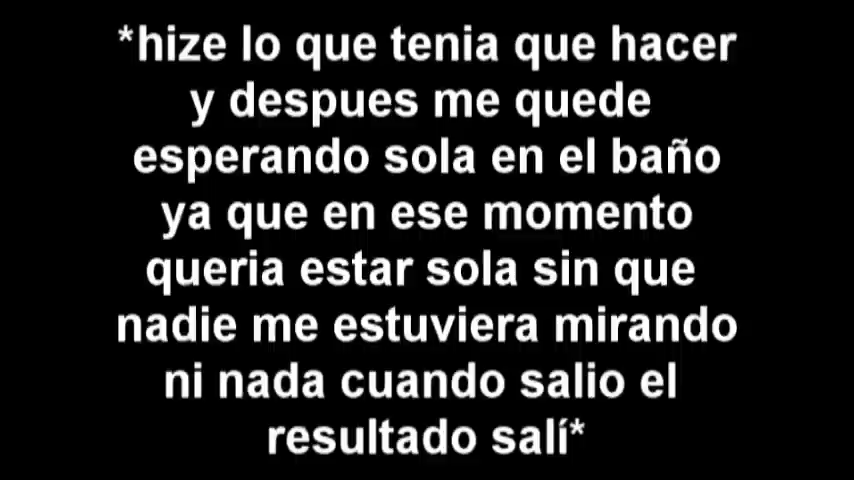 *hize lo que tenia que hacer
y despues me quede
esperando sola en el baño
ya que en ese momento
queria estar sola sin que
nadie me estuviera mirando
ni nada cuando salio el
resultado salí*